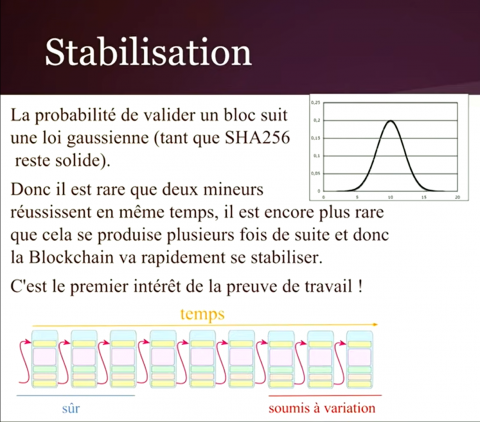 Stabilisation
La probabilité de valider un bloc suit
une loi gaussienne (tant que SHA256
reste solide).
0,25
0,2
0,15
0,1
0,05
0
0 5 10 15 20
Donc il est rare que deux mineurs
réussissent en même temps, il est encore plus rare
que cela se produise plusieurs fois de suite et donc
la Blockchain va rapidement se stabiliser.
C'est le premier intérêt de la preuve de travail !
temps
sûr
soumis à variation